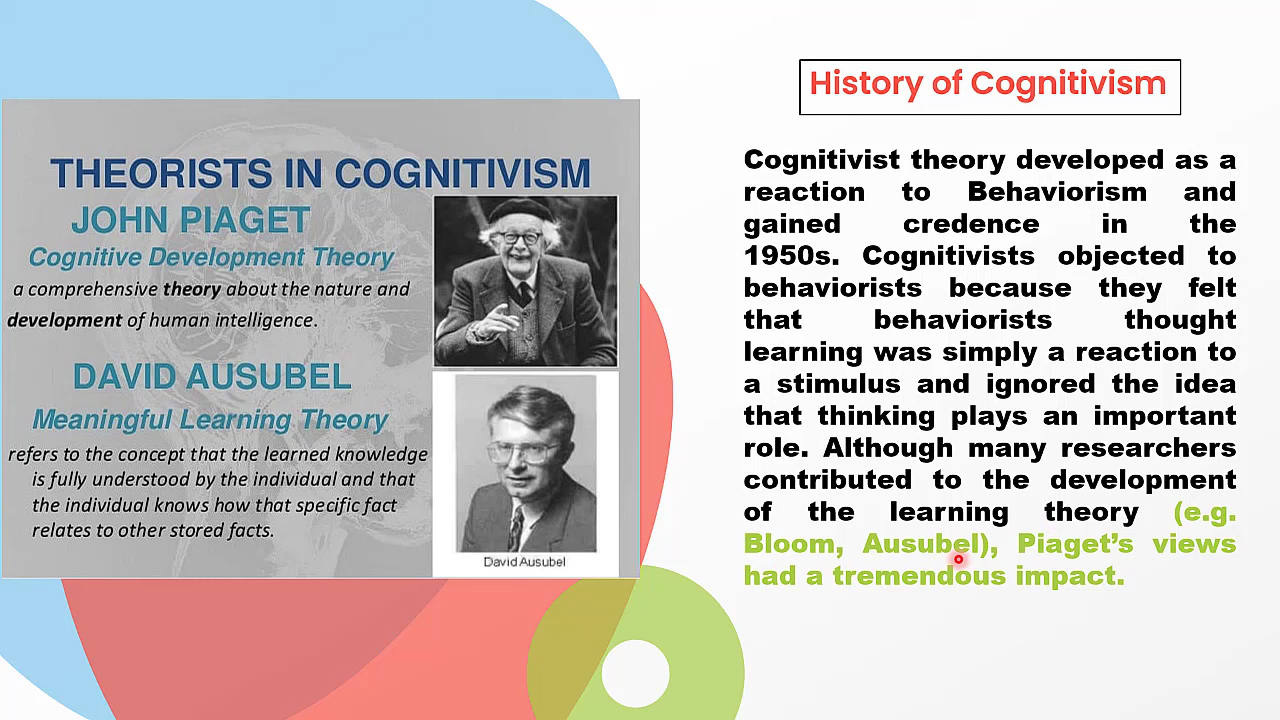 THEORISTS IN COGNITIVISM
JOHN PIAGET
Cognitive Development Theory
a comprehensive theory about the nature and
development of human intelligence.
DAVID AUSUBEL
Meaningful Learning Theory
refers to the concept that the learned knowledge
is fully understood by the individual and that
the individual knows how that specific fact
relates to other stored facts.
David Ausubel
History of Cognitivism
Cognitivist theory developed as a
reaction to Behaviorism and
gained credence in the
1950s. Cognitivists objected to
behaviorists because they felt
that behaviorists thought
learning was simply a reaction to
a stimulus and ignored the idea
that thinking plays an important
role. Although many researchers
contributed to the development
of the learning theory (e.g.
Bloom, Ausubel), Piaget’s views
had a tremendous impact.